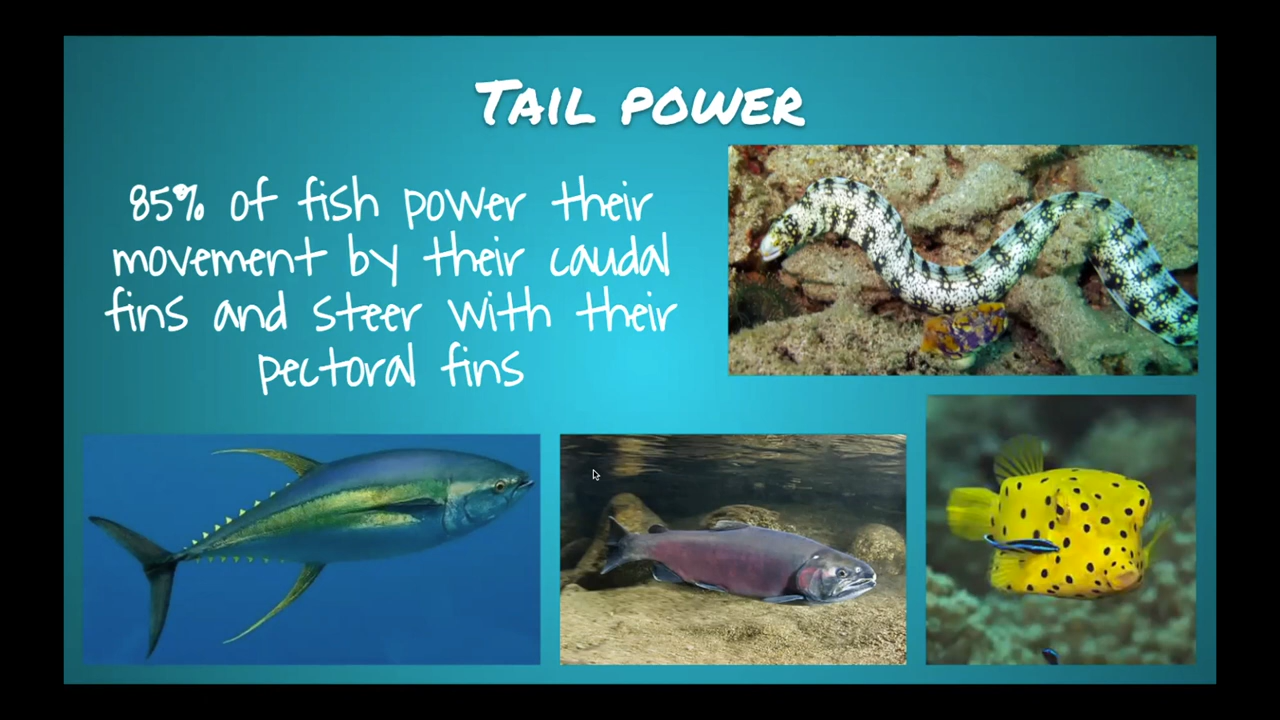 Tail power
85% of fish power their
movement by their caudal
fins and steer with their
pectoral fins